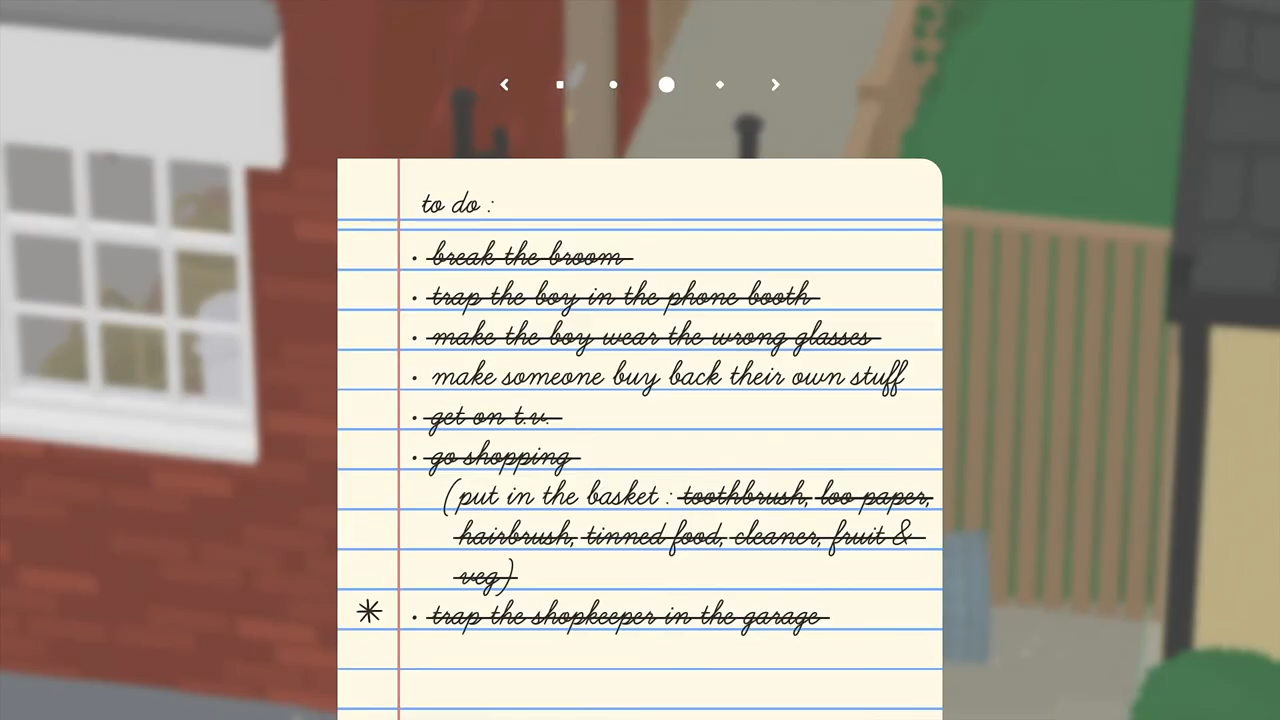 to do :
• break the broom
• trap the boy in the phone booth
• make the boy wear the wrong glasses
• make someone buy back their own stuff
• get on t.v.
• go shopping
(put in the basket : toothbrush, loo paper,
hairbrush, tinned food, cleaner, fruit &
veg)
• trap the shopkeeper in the garage